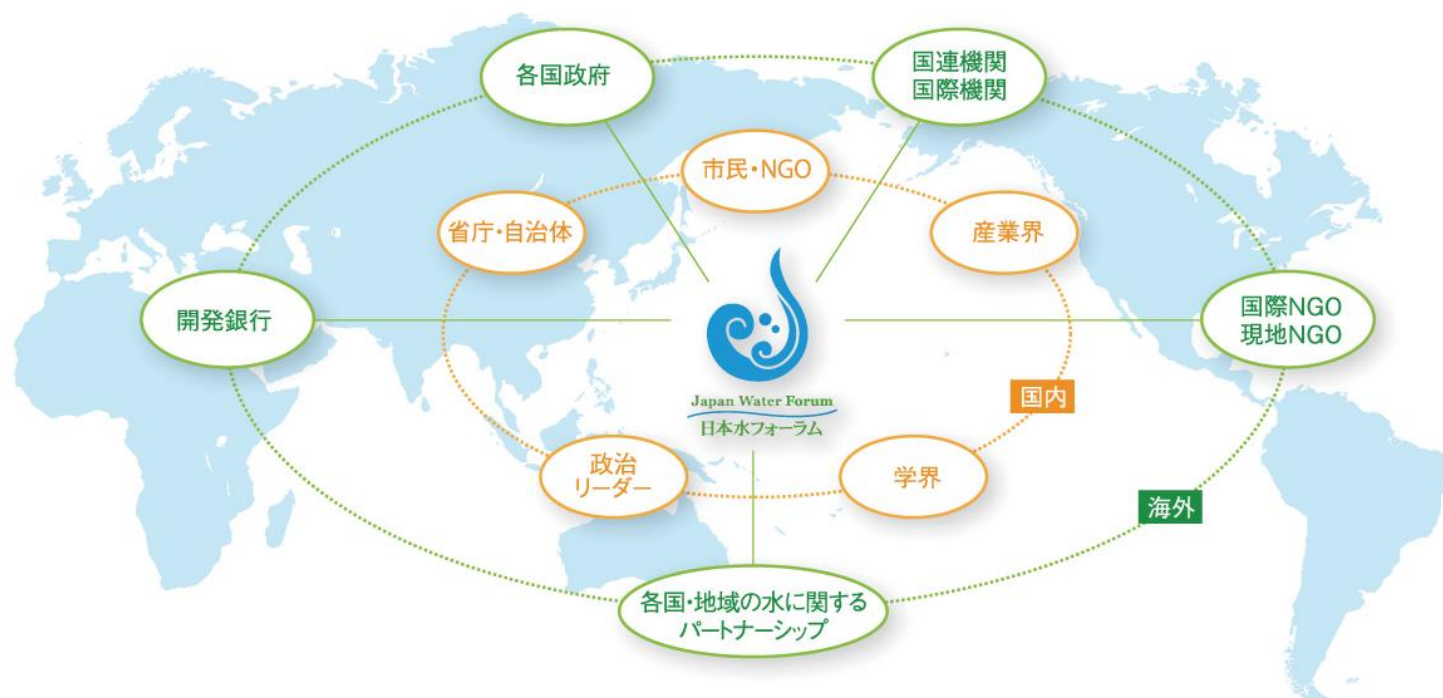 各国政府
国連機関
国際機関
市民・NGO
省庁・自治体
産業界
開発銀行
国際NGO
現地NGO
国内
Japan Water Forum
日本水フォーラム
政治
リーダー
学界
海外
各国・地域の水に関する
パートナーシップ